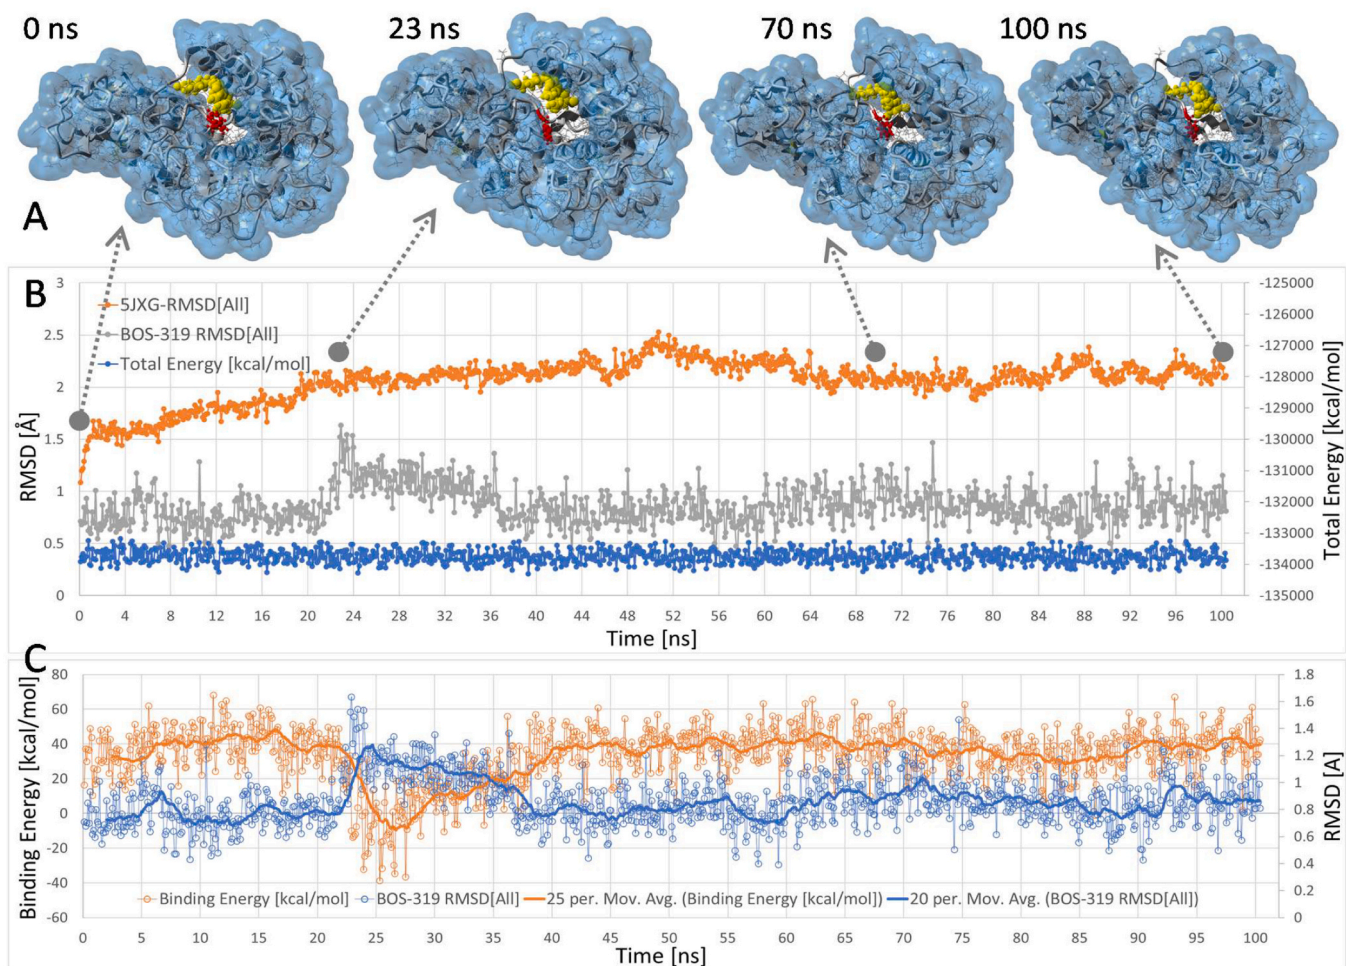 0 ns
23 ns
70 ns
100 ns
A
B
3
2.5
2
1.5
1
0.5
0
RMSD [Å]
5JXG-RMSD[All]
BOS-319 RMSD[All]
Total Energy [kcal/mol]
-125000
-126000
-127000
-128000
-129000
-130000
-131000
-132000
-133000
-134000
-135000
Total Energy [kcal/mol]
0 4 8 12 16 20 24 28 32 36 40 44 48 52 56 60 64 68 72 76 80 84 88 92 96 100
Time [ns]
C
80
60
40
20
0
-20
-40
-60
Binding Energy [kcal/mol]
1.8
1.6
1.4
1.2
1
0.8
0.6
0.4
0.2
0
RMSD [A]
Binding Energy [kcal/mol] BOS-319 RMSD[All] 25 per. Mov. Avg. (Binding Energy [kcal/mol]) 20 per. Mov. Avg. (BOS-319 RMSD[All])
0 5 10 15 20 25 30 35 40 45 50 55 60 65 70 75 80 85 90 95 100
Time [ns]